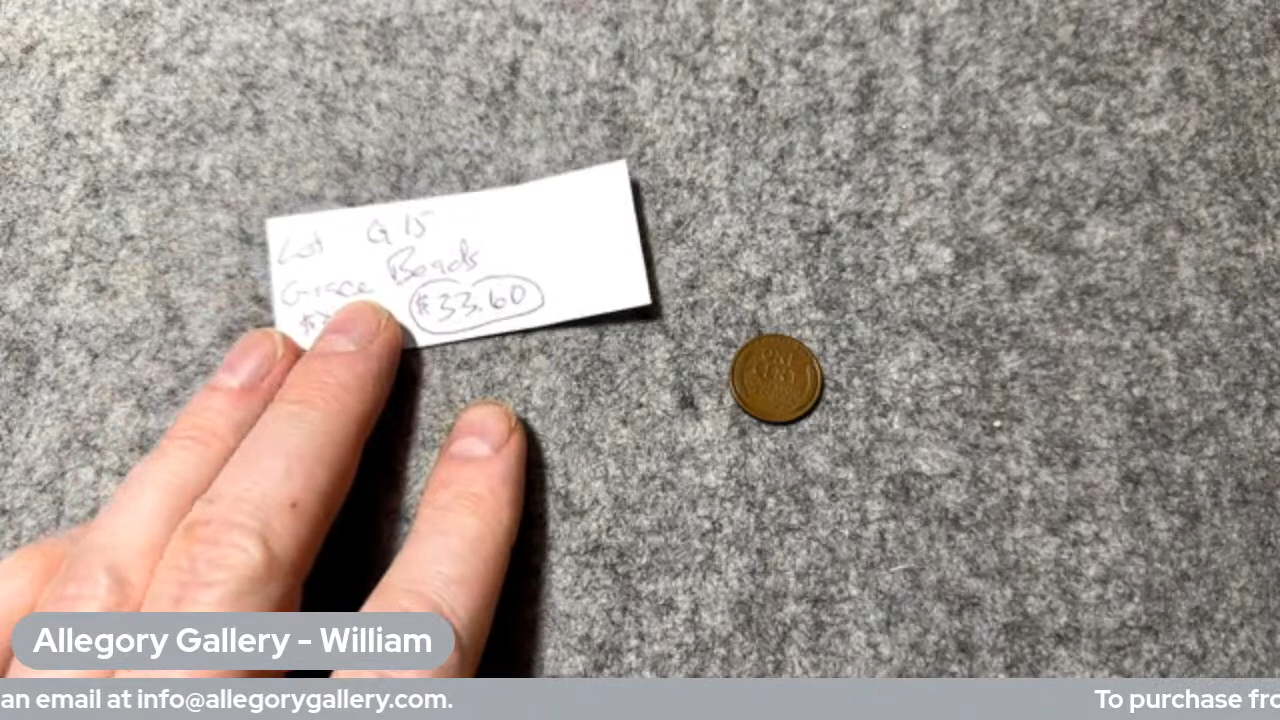 Lot G15
Grace Beads
$33.60
ONE
CENT
Allegory Gallery - William
an email at info@allegorygallery.com. To purchase fro